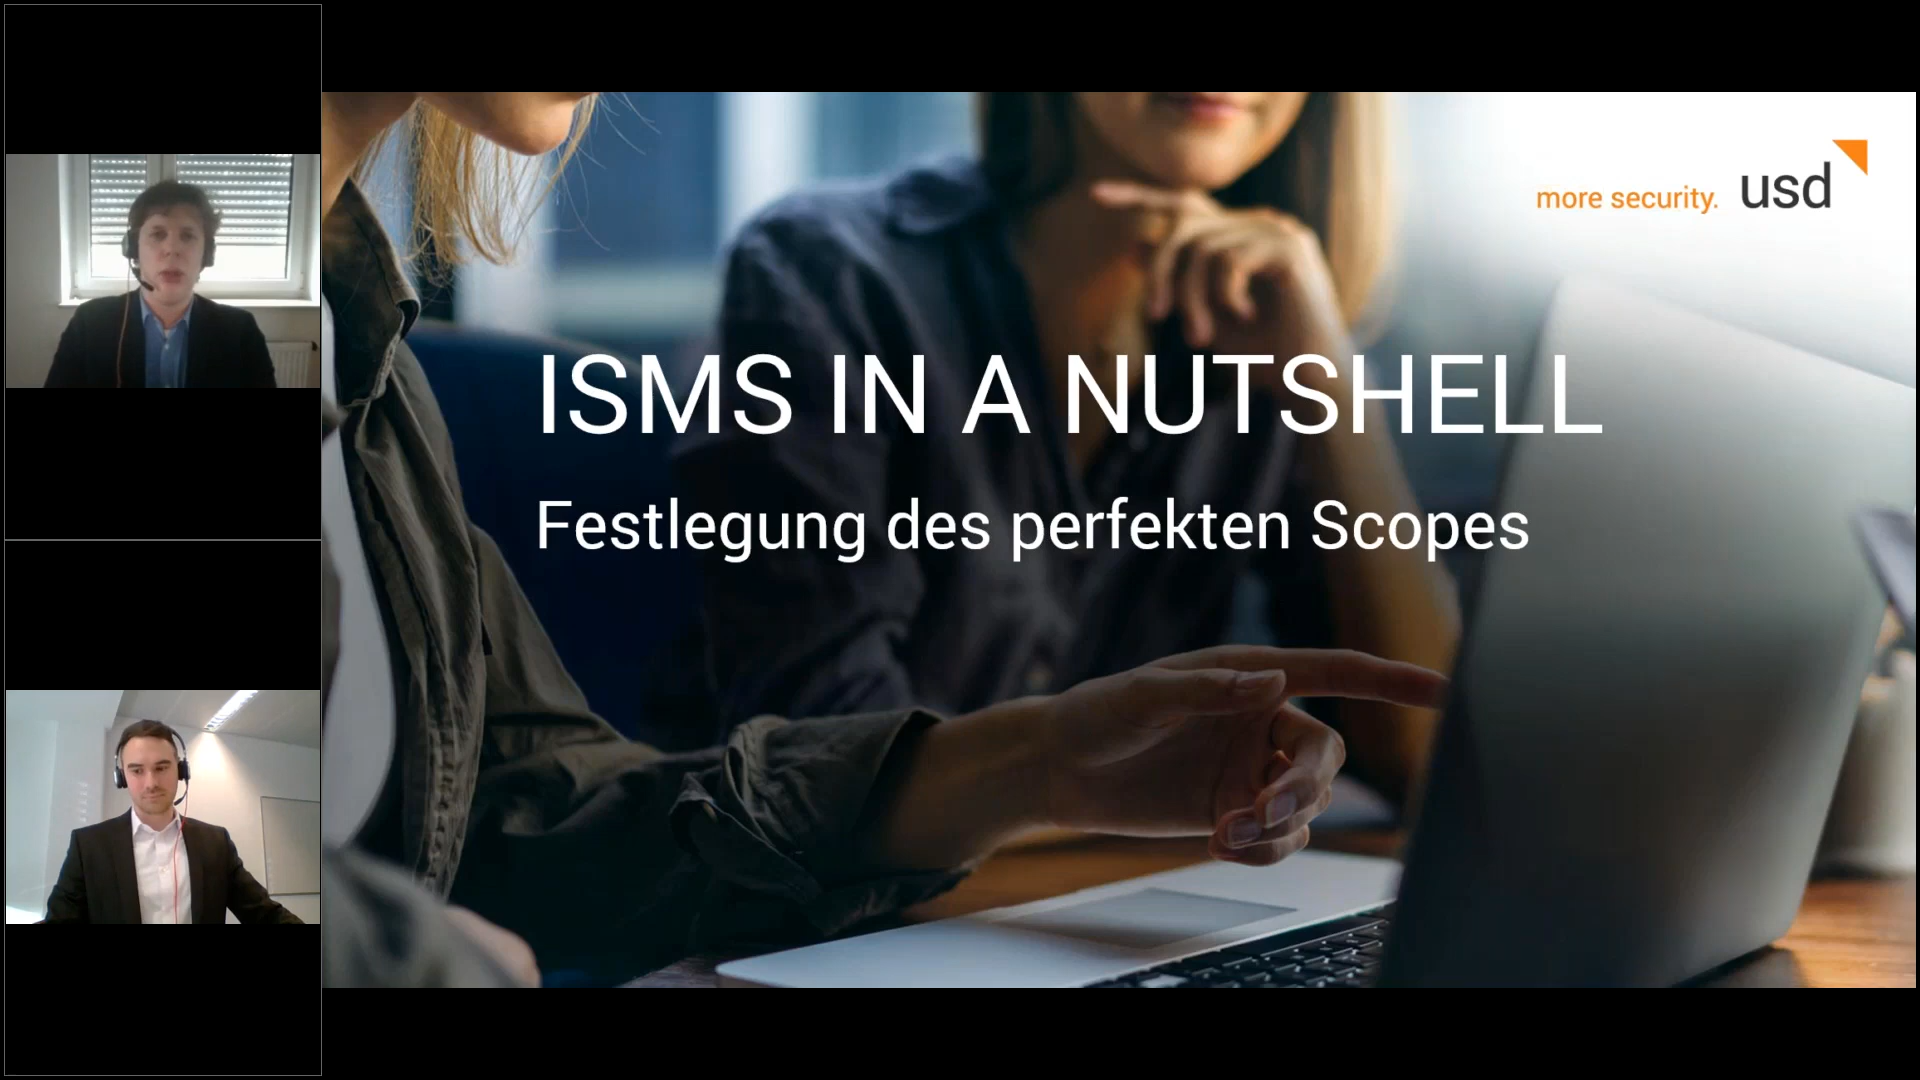 more security. usd
ISMS IN A NUTSHELL
Festlegung des perfekten Scopes